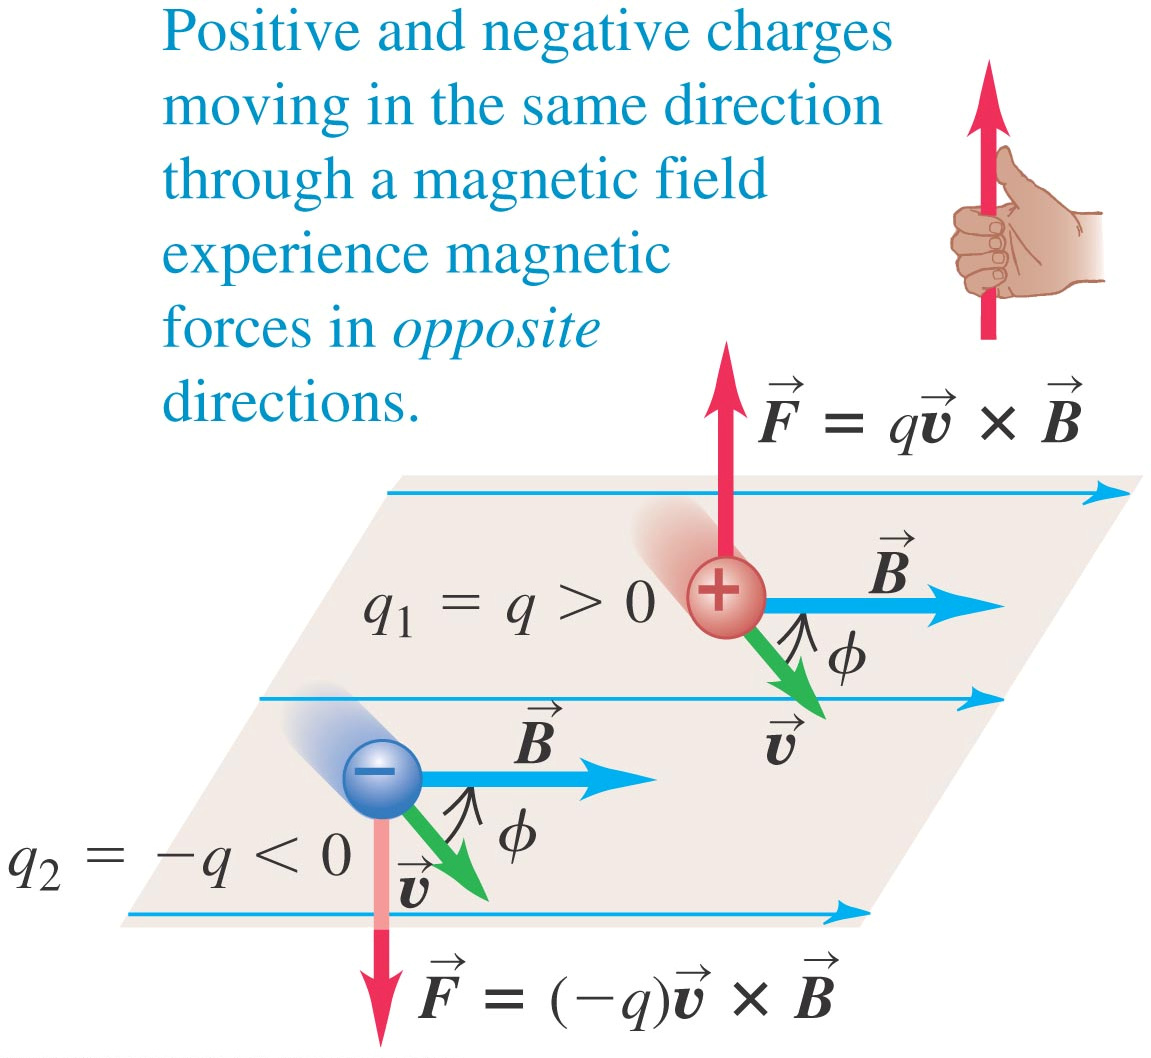 Positive and negative charges
moving in the same direction
through a magnetic field
experience magnetic
forces in opposite
directions.
F⃗ = qv⃗ × B⃗
B⃗
q₁ = q > 0
+
ϕ
v⃗
B⃗
−
ϕ
q₂ = −q < 0
v⃗
F⃗ = (−q)v⃗ × B⃗